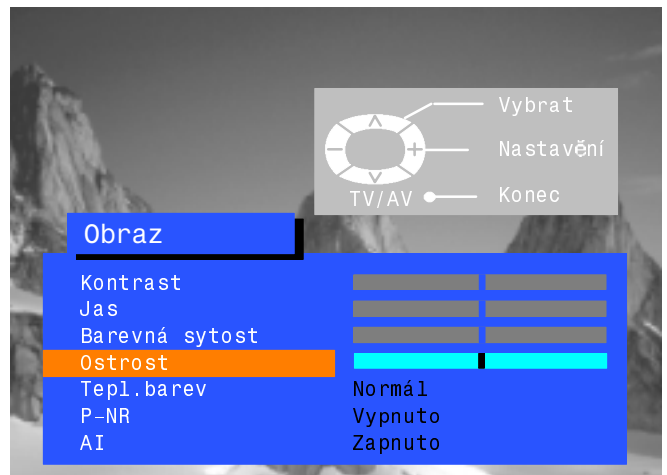 Vybrat
Nastavění
TV/AV Konec
Obraz
Kontrast
Jas
Barevná sytost
Ostrost
Tepl.barev Normál
P-NR Vypnuto
AI Zapnuto